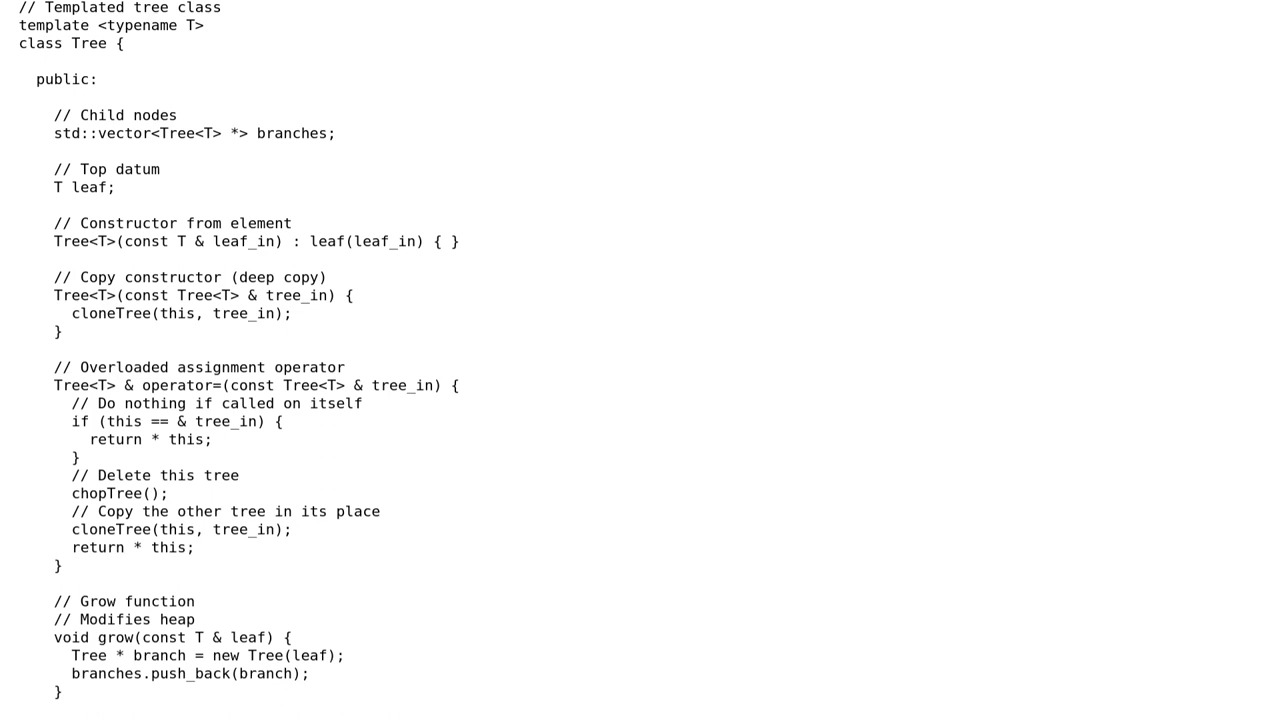 // Templated tree class
template <typename T>
class Tree {
public:
// Child nodes
std::vector<Tree<T> *> branches;
// Top datum
T leaf;
// Constructor from element
Tree<T>(const T & leaf_in) : leaf(leaf_in) { }
// Copy constructor (deep copy)
Tree<T>(const Tree<T> & tree_in) {
cloneTree(this, tree_in);
}
// Overloaded assignment operator
Tree<T> & operator=(const Tree<T> & tree_in) {
// Do nothing if called on itself
if (this == & tree_in) {
return * this;
}
// Delete this tree
chopTree();
// Copy the other tree in its place
cloneTree(this, tree_in);
return * this;
}
// Grow function
// Modifies heap
void grow(const T & leaf) {
Tree * branch = new Tree(leaf);
branches.push_back(branch);
}